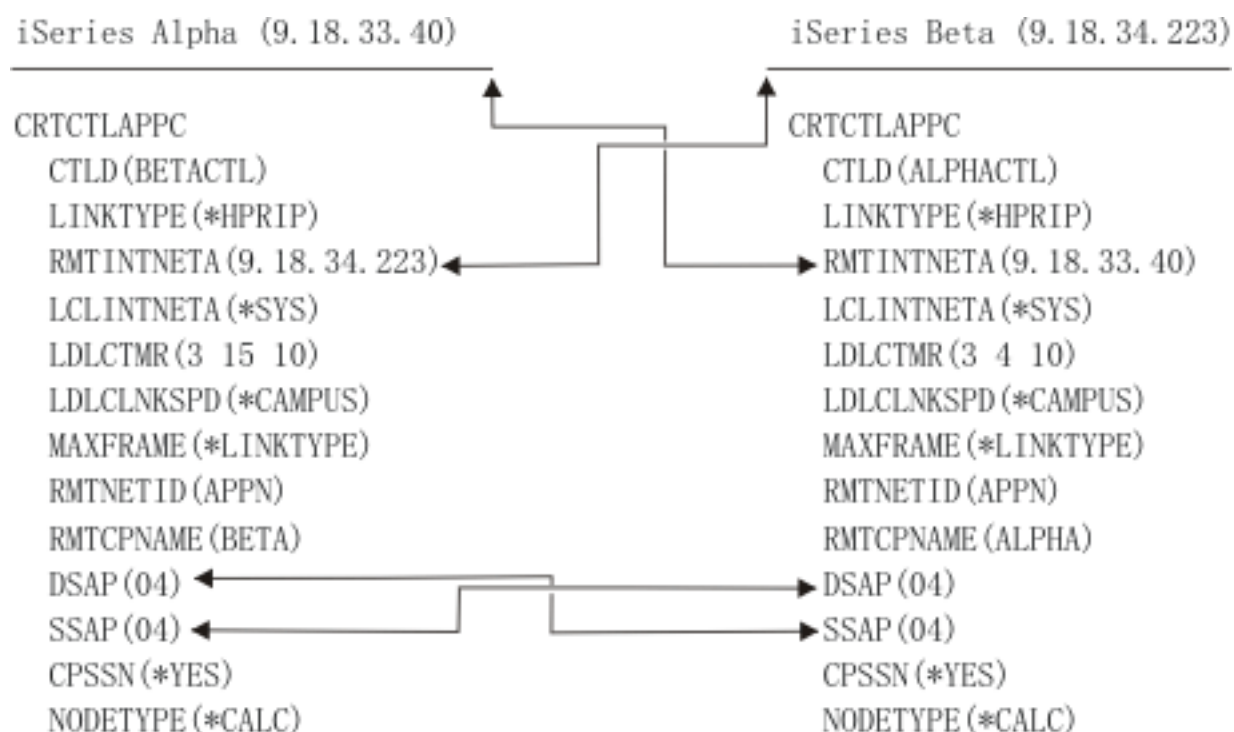 iSeries Alpha (9.18.33.40)
CRTCTLAPPC
CTLD(BETACTL)
LINKTYPE(*HPRIP)
RMTINTNETA(9.18.34.223)
LCLINTNETA(*SYS)
LDLCTMR(3 15 10)
LDLCLNKSPD(*CAMPUS)
MAXFRAME(*LINKTYPE)
RMTNETID(APPN)
RMTCPNAME(BETA)
DSAP(04)
SSAP(04)
CPSSN(*YES)
NODETYPE(*CALC)
iSeries Beta (9.18.34.223)
CRTCTLAPPC
CTLD(ALPHACTL)
LINKTYPE(*HPRIP)
RMTINTNETA(9.18.33.40)
LCLINTNETA(*SYS)
LDLCTMR(3 4 10)
LDLCLNKSPD(*CAMPUS)
MAXFRAME(*LINKTYPE)
RMTNETID(APPN)
RMTCPNAME(ALPHA)
DSAP(04)
SSAP(04)
CPSSN(*YES)
NODETYPE(*CALC)